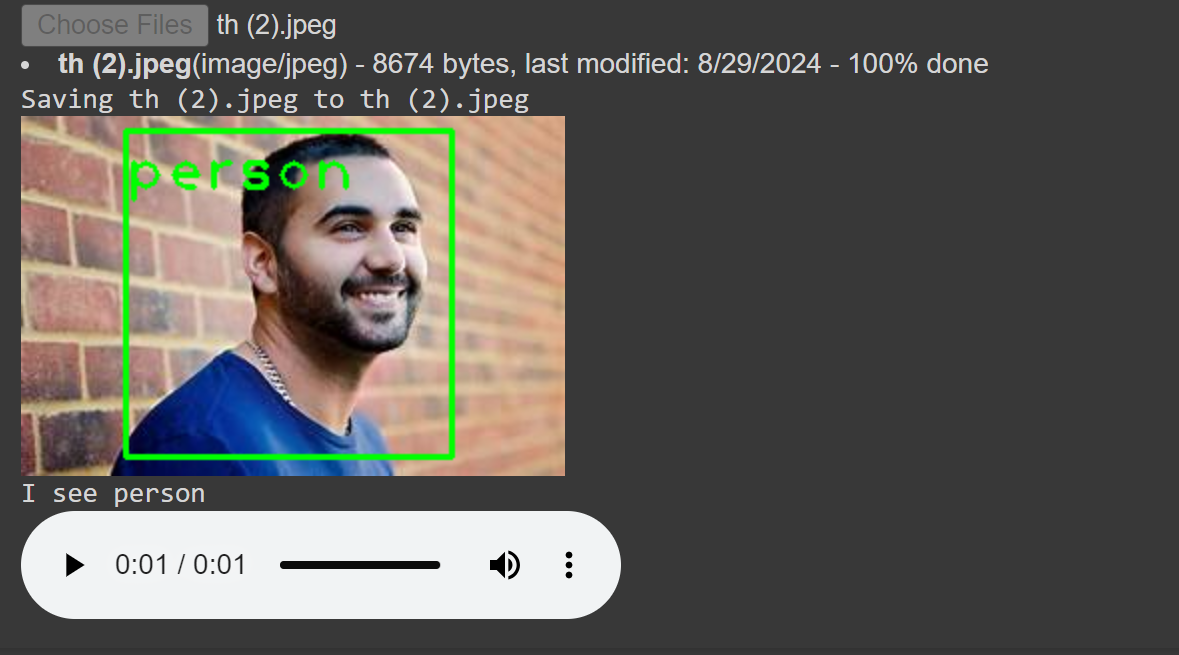 Choose Files th (2).jpeg
• th (2).jpeg(image/jpeg) - 8674 bytes, last modified: 8/29/2024 - 100% done
Saving th (2).jpeg to th (2).jpeg
person
I see person
0:01 / 0:01